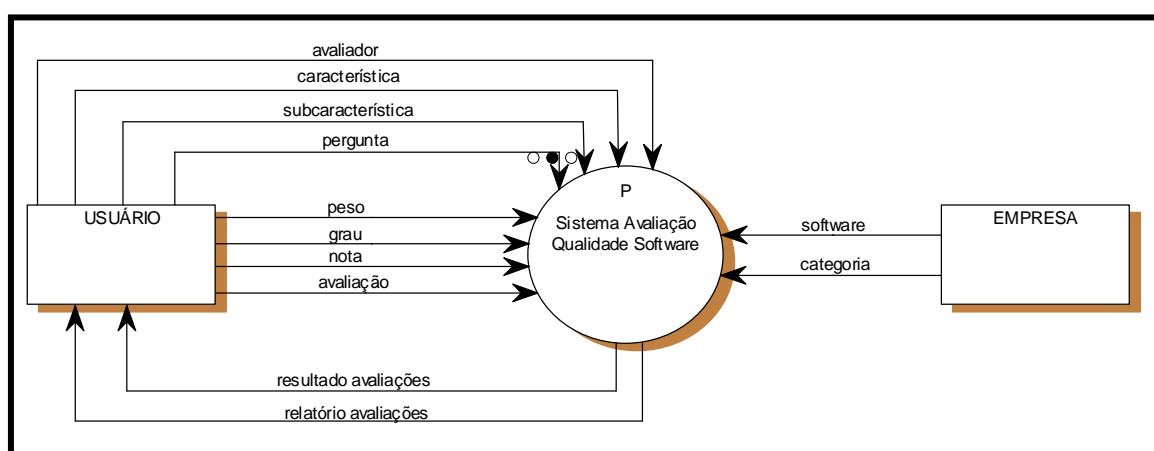 avaliador
característica
subcaracterística
pergunta
P
USUÁRIO
peso
Sistema Avaliação
Qualidade Software
EMPRESA
software
grau
nota
categoria
avaliação
resultado avaliações
relatório avaliações